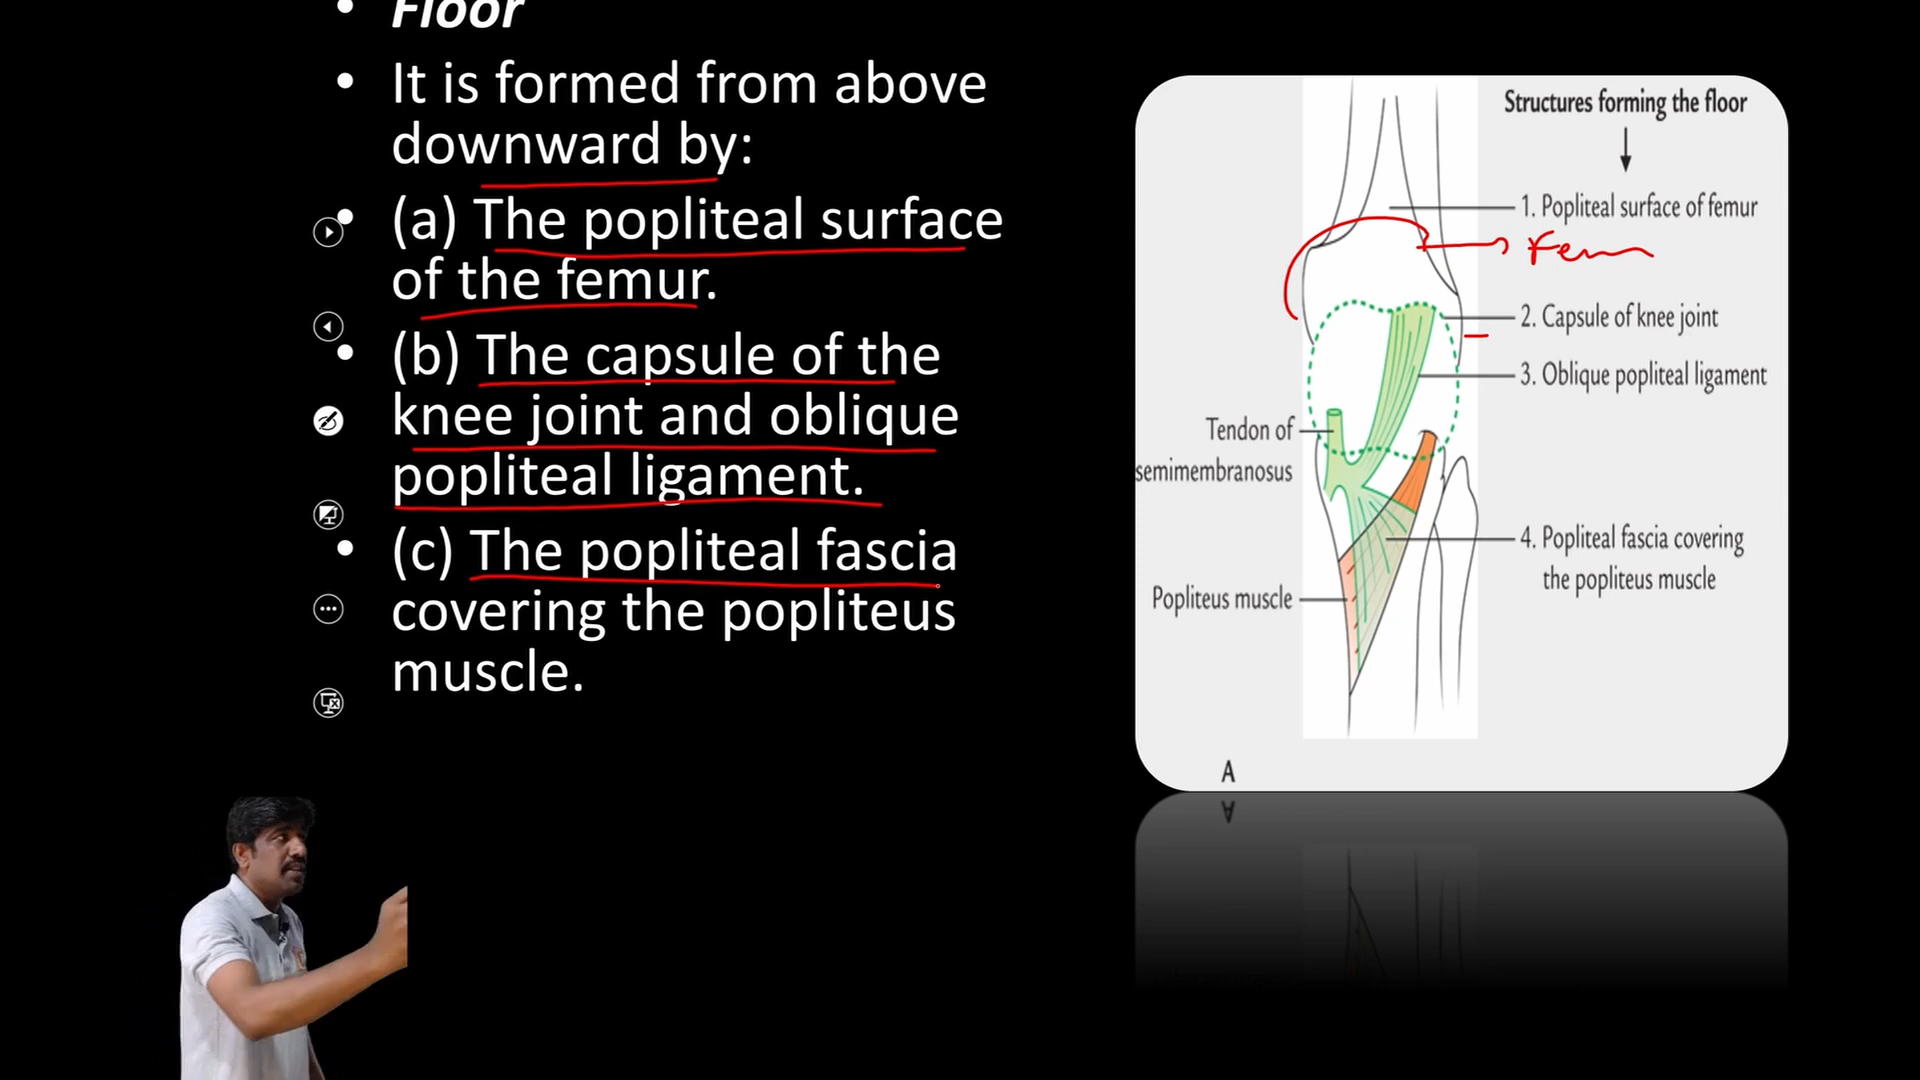 • Floor
• It is formed from above
downward by:
• (a) The popliteal surface
of the femur.
• (b) The capsule of the
knee joint and oblique
popliteal ligament.
• (c) The popliteal fascia
covering the popliteus
muscle.
Structures forming the floor
1. Popliteal surface of femur
2. Capsule of knee joint
3. Oblique popliteal ligament
Tendon of
semimembranosus
4. Popliteal fascia covering
the popliteus muscle
Popliteus muscle
A